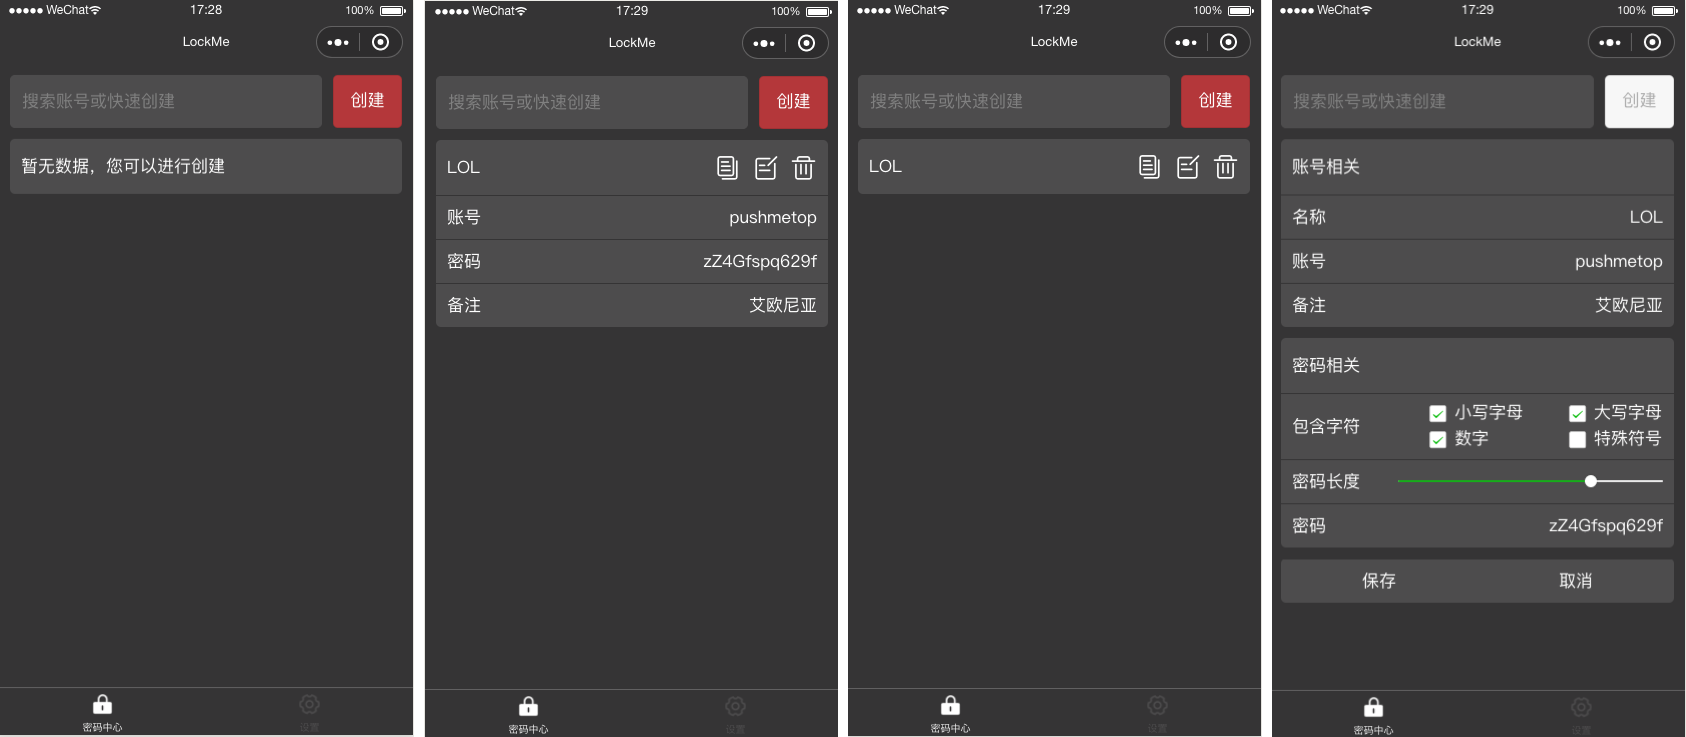 WeChat 17:28 100%
LockMe
搜索账号或快速创建 创建
暂无数据，您可以进行创建
密码中心 设置
WeChat 17:29 100%
LockMe
搜索账号或快速创建 创建
LOL
账号 pushmetop
密码 zZ4Gfspq629f
备注 艾欧尼亚
密码中心 设置
WeChat 17:29 100%
LockMe
搜索账号或快速创建 创建
LOL
密码中心 设置
WeChat 17:29 100%
LockMe
搜索账号或快速创建 创建
账号相关
名称 LOL
账号 pushmetop
备注 艾欧尼亚
密码相关
包含字符 小写字母 大写字母
数字 特殊符号
密码长度
密码 zZ4Gfspq629f
保存 取消
密码中心 设置